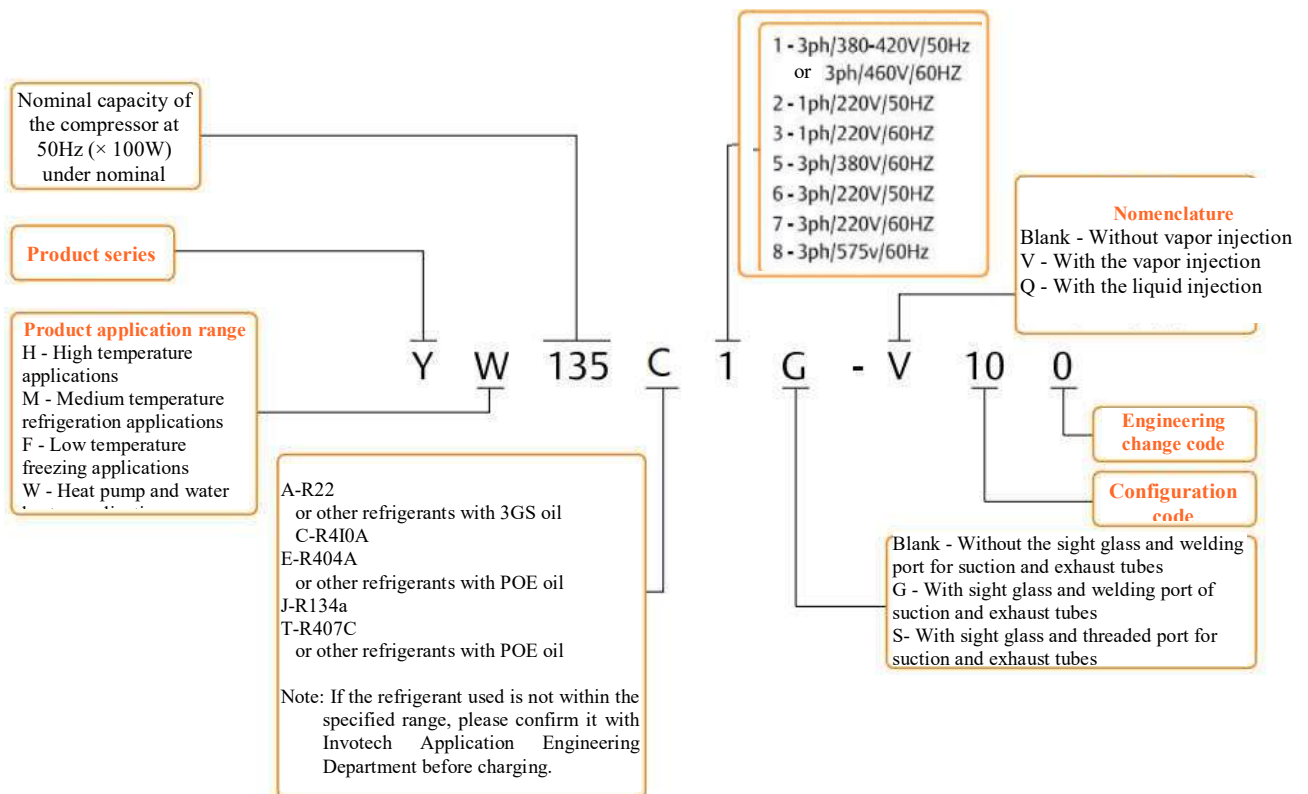 Nominal capacity of
the compressor at
50Hz (× 100W)
under nominal
Product series
Product application range
H - High temperature
applications
M - Medium temperature
refrigeration applications
F - Low temperature
freezing applications
W - Heat pump and water
1 - 3ph/380-420V/50Hz
or 3ph/460V/60HZ
2 - 1ph/220V/50HZ
3 - 1ph/220V/60HZ
5 - 3ph/380V/60HZ
6 - 3ph/220V/50HZ
7 - 3ph/220V/60HZ
8 - 3ph/575v/60Hz
Nomenclature
Blank - Without vapor injection
V - With the vapor injection
Q - With the liquid injection
Y W 135 C 1 G - V 10 0
Engineering
change code
Configuration
code
A-R22
or other refrigerants with 3GS oil
C-R4I0A
E-R404A
or other refrigerants with POE oil
J-R134a
T-R407C
or other refrigerants with POE oil
Note: If the refrigerant used is not within the
specified range, please confirm it with
Invotech Application Engineering
Department before charging.
Blank - Without the sight glass and welding
port for suction and exhaust tubes
G - With sight glass and welding port of
suction and exhaust tubes
S- With sight glass and threaded port for
suction and exhaust tubes